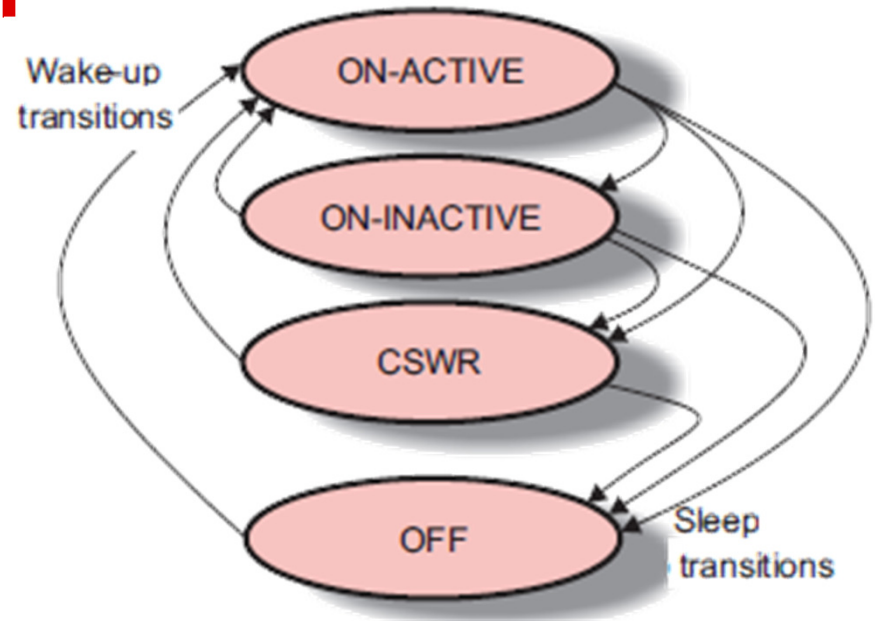 ON-ACTIVE
Wake-up
transitions
ON-INACTIVE
CSWR
OFF
Sleep
transitions